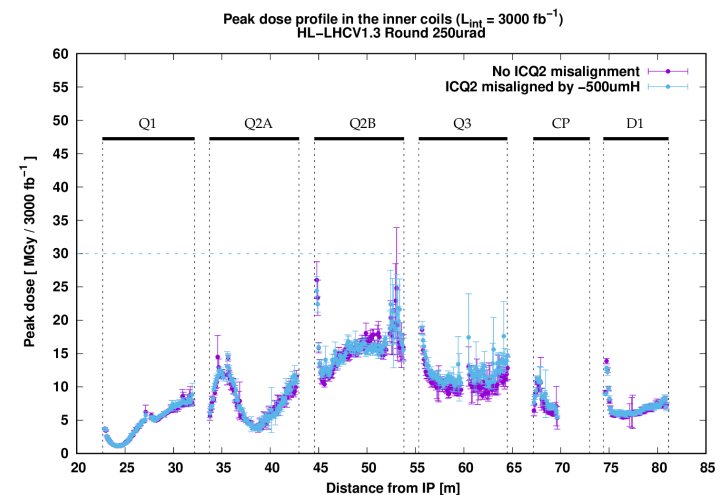 Peak dose profile in the inner coils (Lint = 3000 fb−1)
HL−LHCV1.3 Round 250urad
No ICQ2 misalignment
ICQ2 misaligned by −500umH
Q1 Q2A Q2B Q3 CP D1
Peak dose [ MGy / 3000 fb−1 ]
60
55
50
45
40
35
30
25
20
15
10
5
0
20 25 30 35 40 45 50 55 60 65 70 75 80 85
Distance from IP [m]